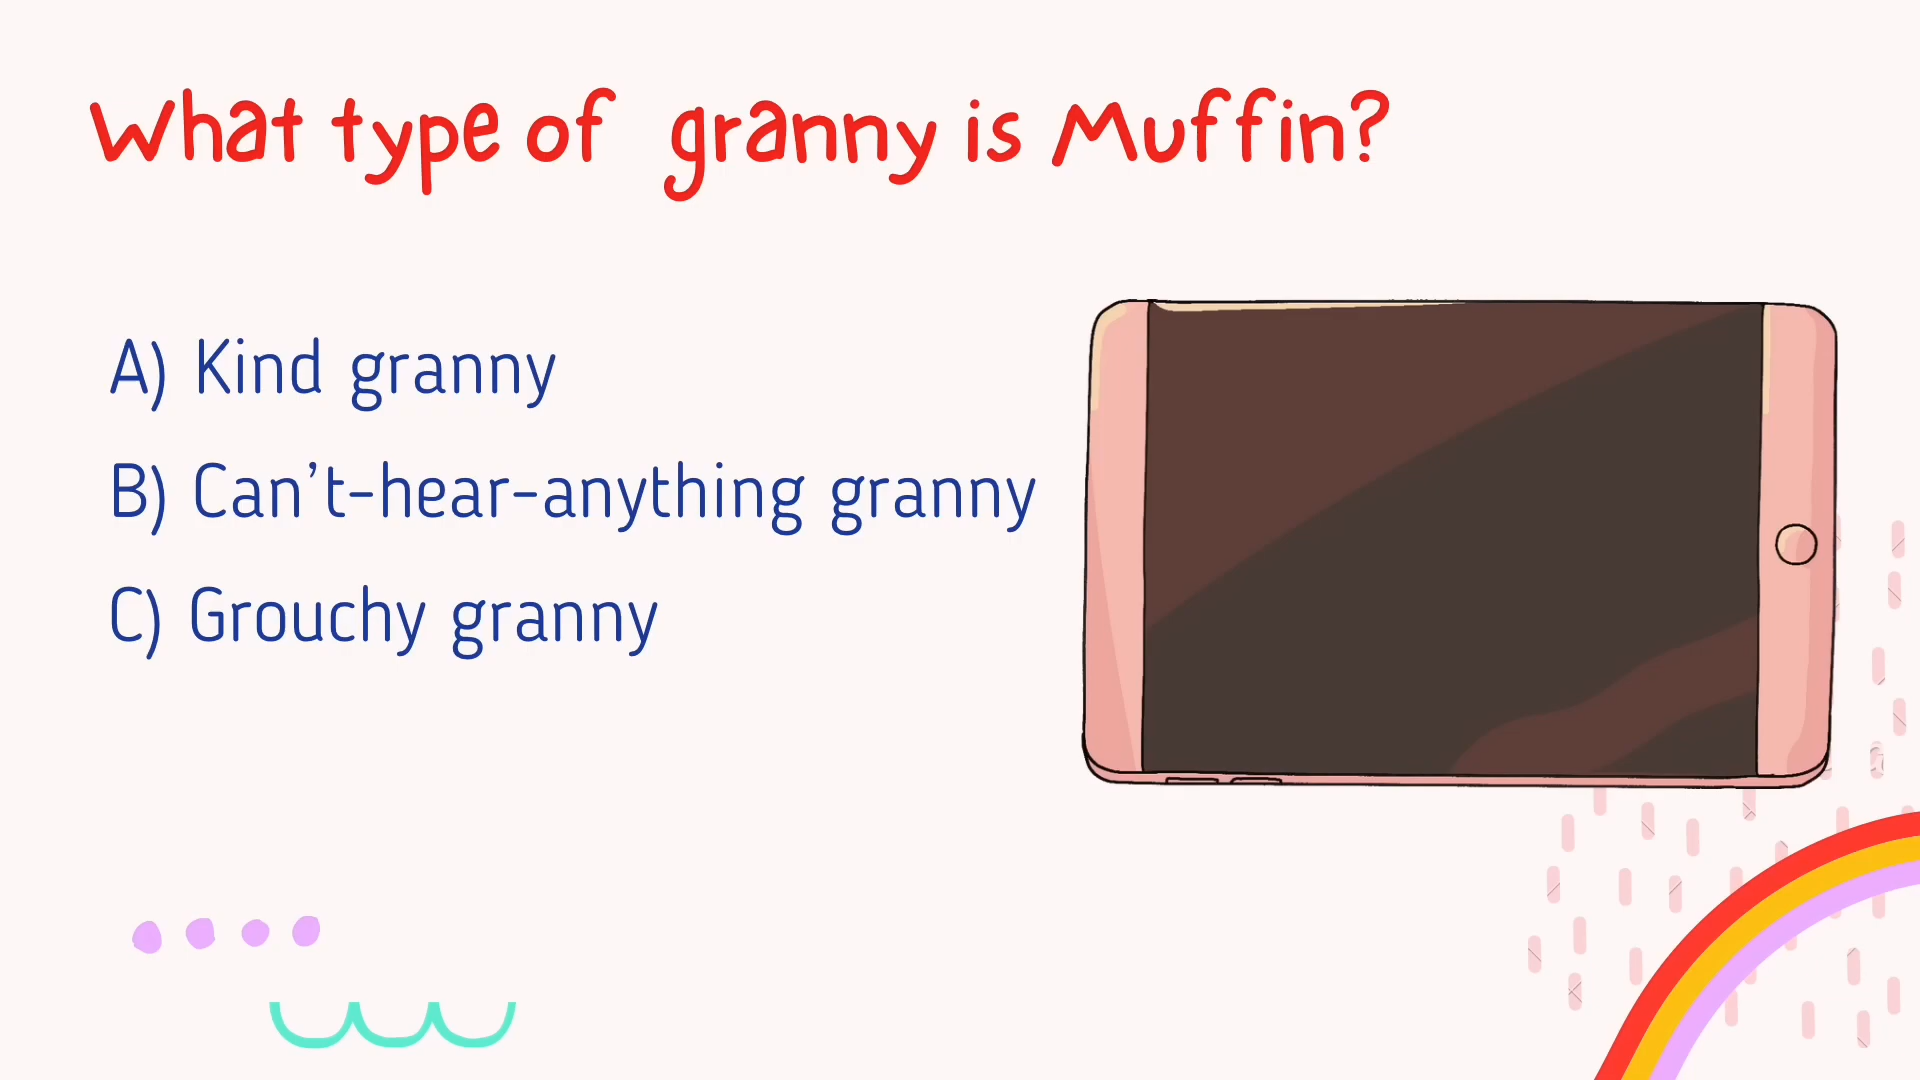 What type of granny is Muffin?
A) Kind granny
B) Can’t-hear-anything granny
C) Grouchy granny